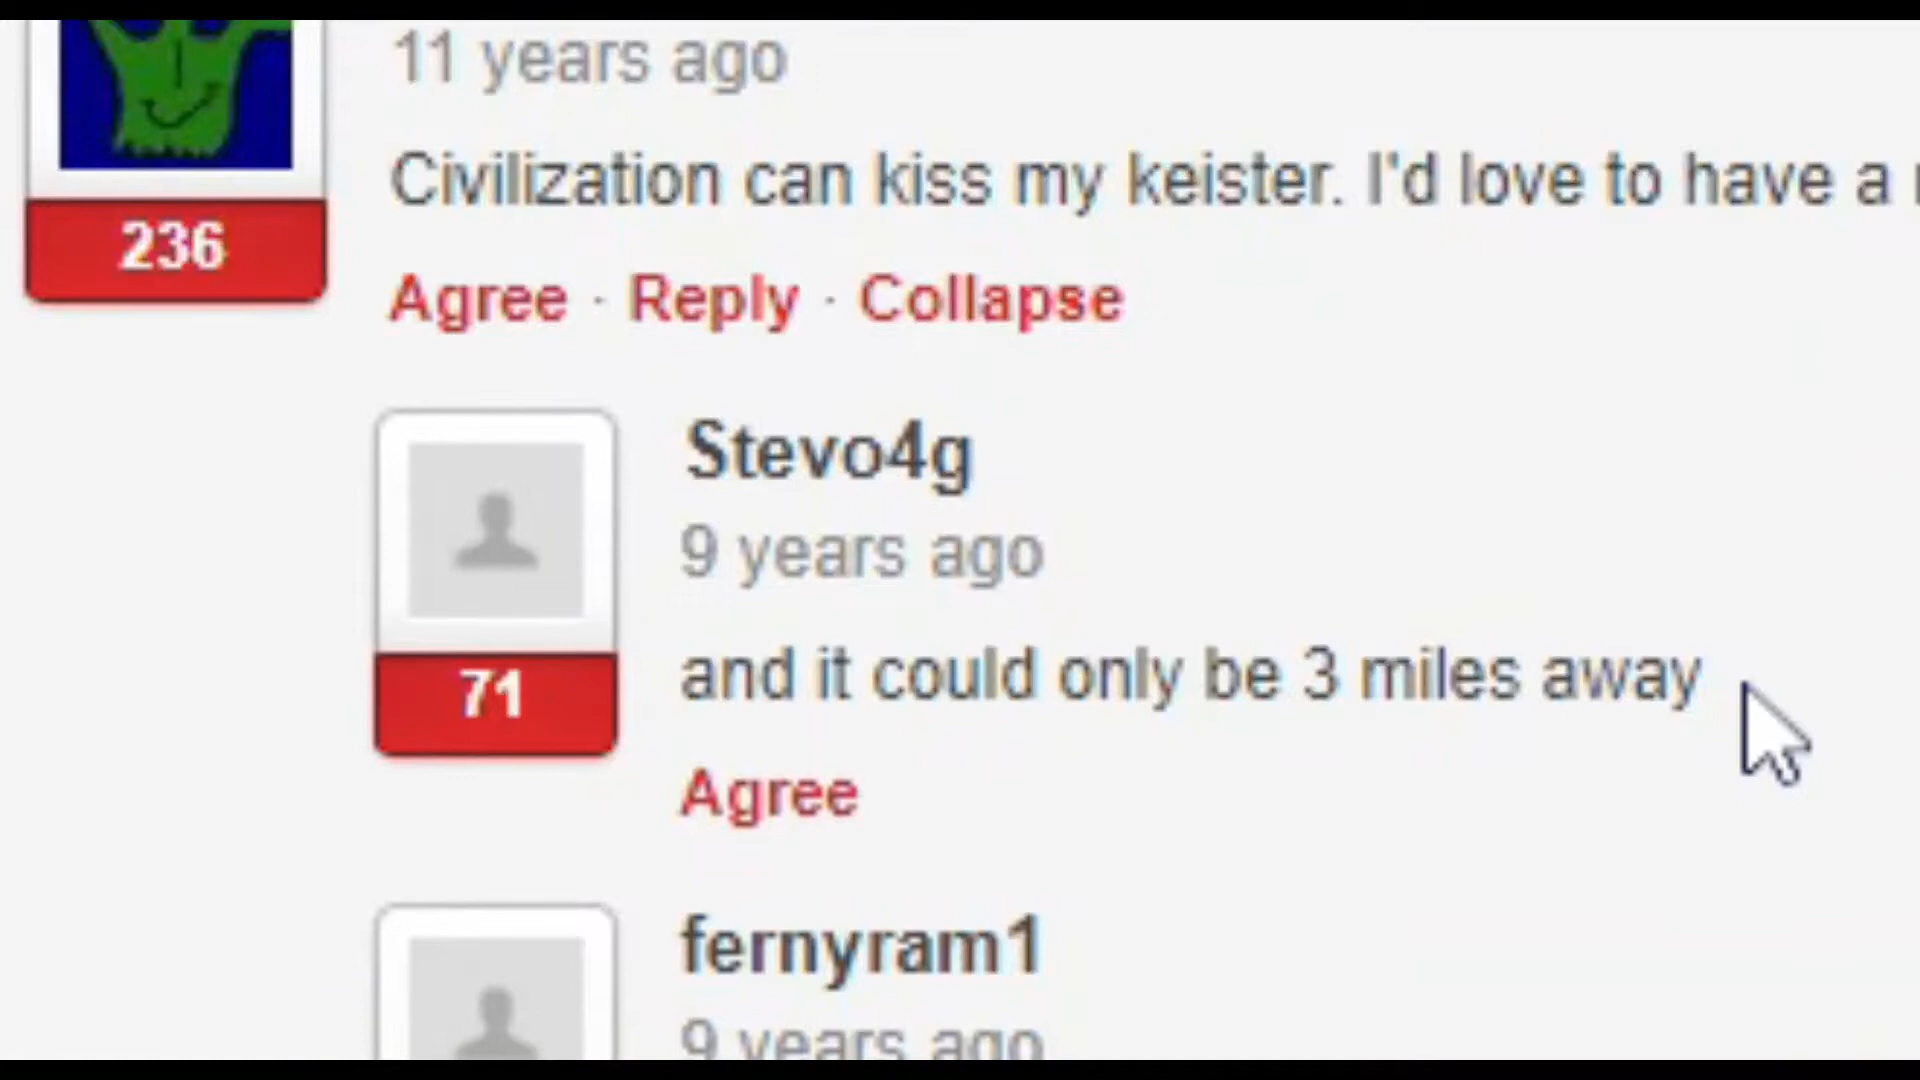 11 years ago
Civilization can kiss my keister. I'd love to have a
236
Agree · Reply · Collapse
Stevo4g
9 years ago
and it could only be 3 miles away
71
Agree
fernyram1
9 years ago